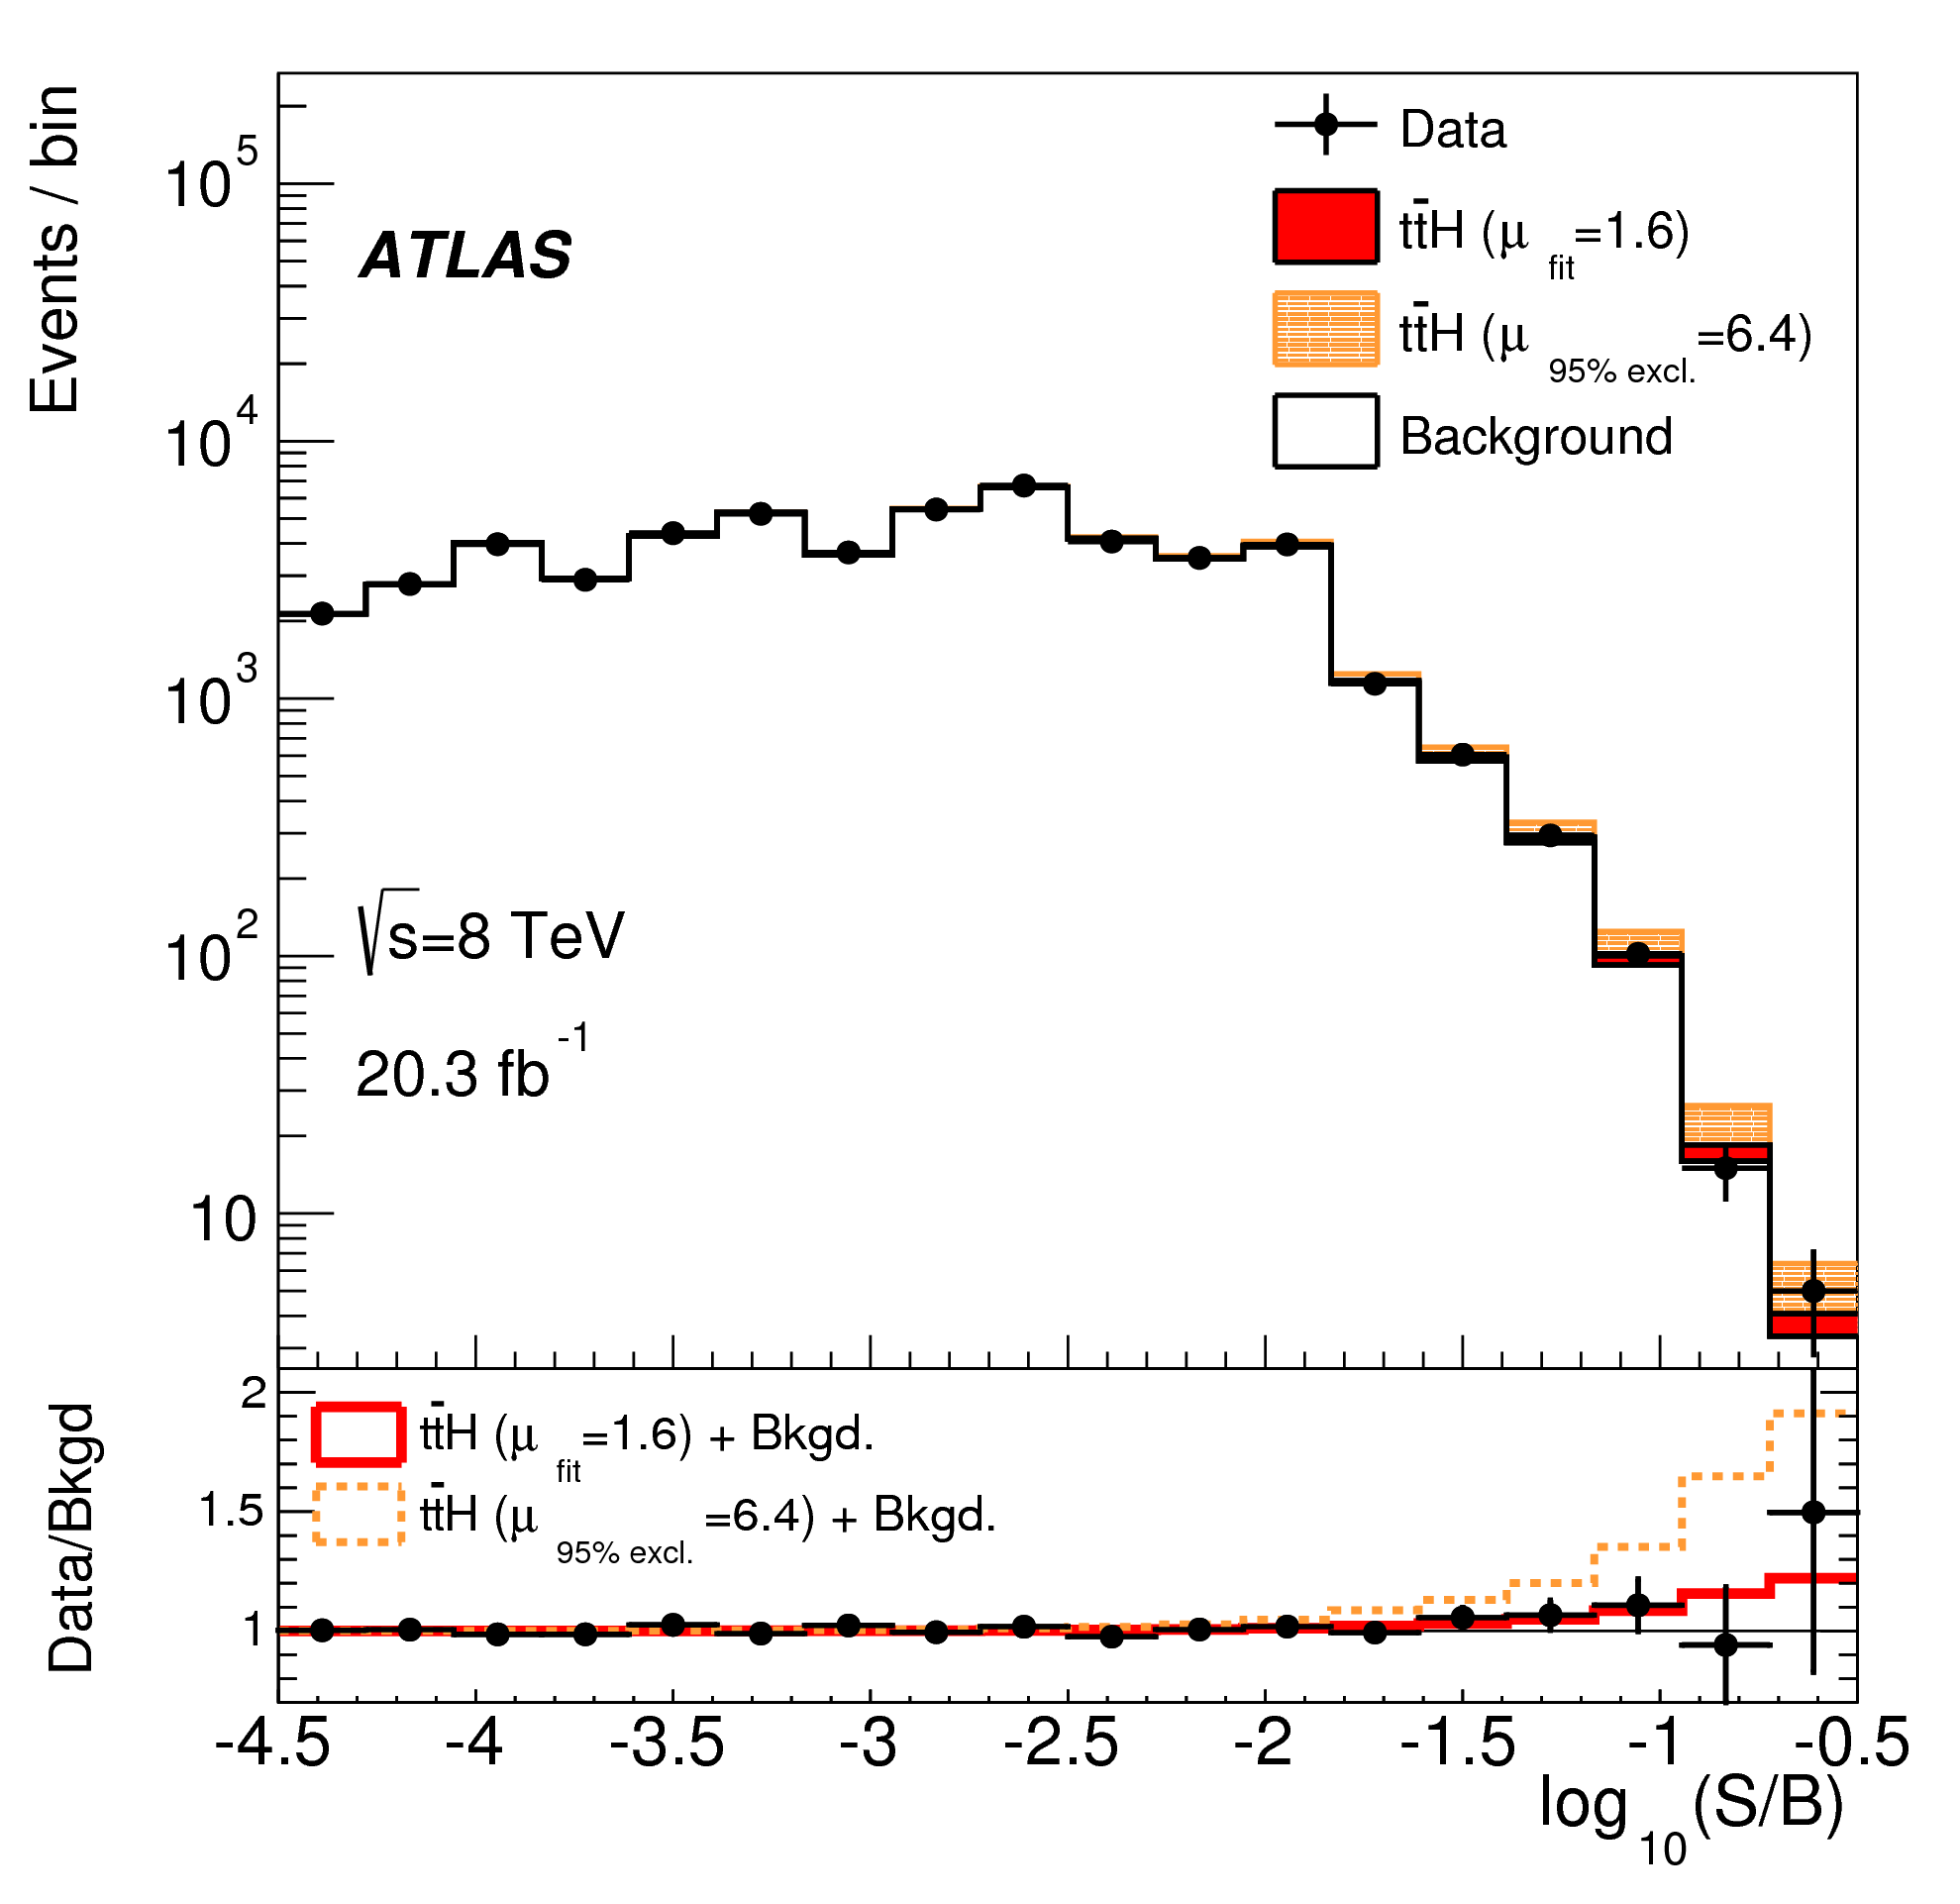 Events / bin
10^5
10^4
10^3
10^2
10
ATLAS
√s=8 TeV
20.3 fb^-1
Data
tt̄H (μ_fit=1.6)
tt̄H (μ_95% excl.=6.4)
Background
Data/Bkgd
2
1.5
1
tt̄H (μ_fit=1.6) + Bkgd.
tt̄H (μ_95% excl.=6.4) + Bkgd.
-4.5 -4 -3.5 -3 -2.5 -2 -1.5 -1 -0.5
log_10(S/B)